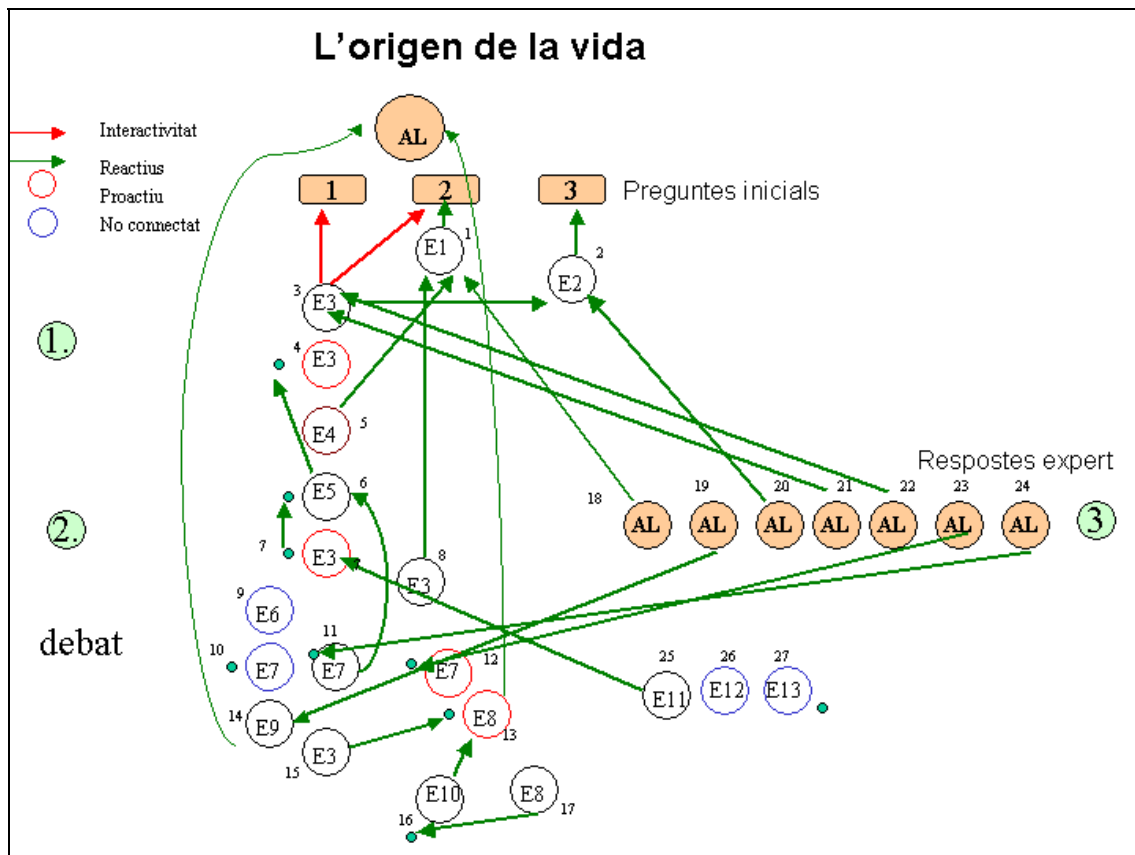 L'origen de la vida
Interactivitat
Reactius
Proactiu
No connectat
AL
1 2 3 Preguntes inicials
E1 1
E2 2
3 E3
1.
4 E3
E4 5
Respostes expert
E5 6
18 19 20 21 22 23 24
AL AL AL AL AL AL AL 3
2.
7 E3
E3 8
9 E6
debat
10 E7
11 E7
E7 12
25 26 27
E11 E12 E13
14 E9
E8 13
15 E3
E10 16
E8 17